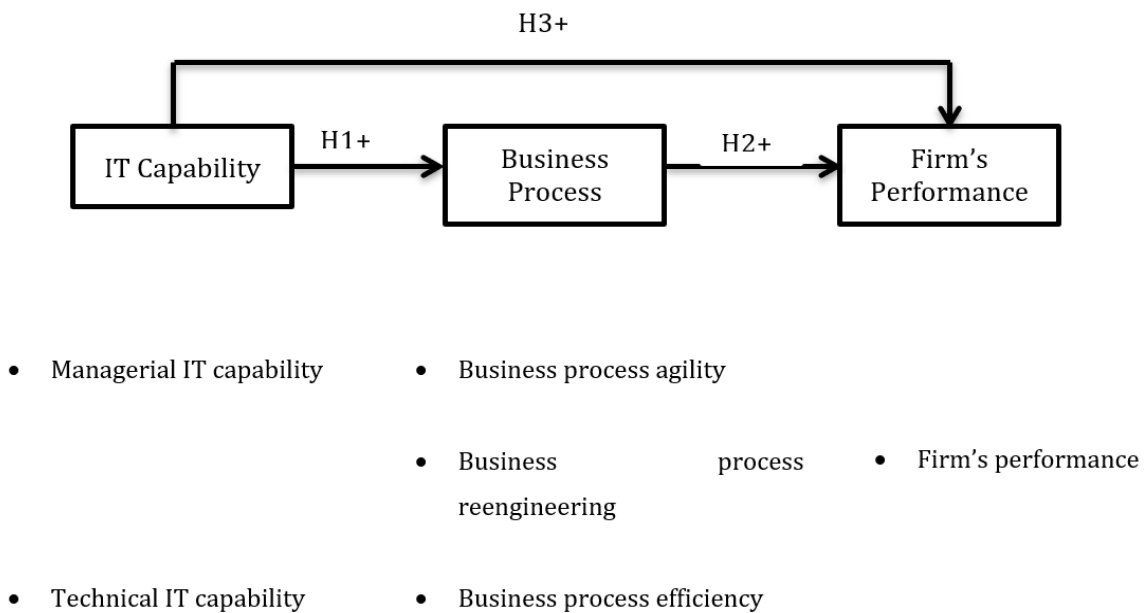 H3+
IT Capability
H1+
Business
Process
H2+
Firm's
Performance
• Managerial IT capability
• Business process agility
• Business process
reengineering
• Firm's performance
• Technical IT capability
• Business process efficiency